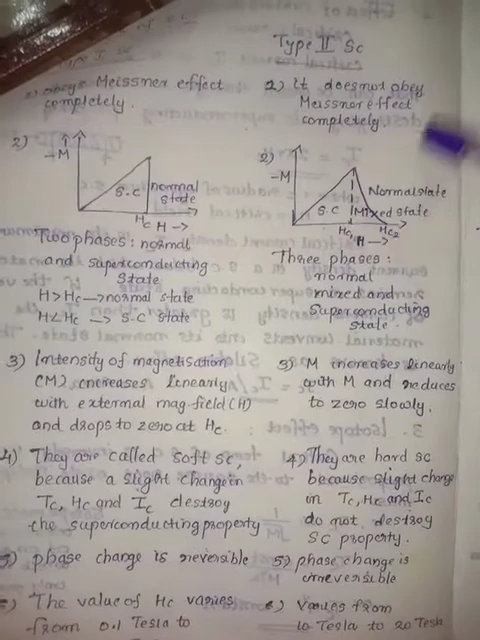 Type II Sc
1) obeys Meissner effect
completely.
2) it does not obey
Meissner effect
completely.
2)
-M
S.C
normal
state
Hc H →
Two phases: normal
and superconducting
state
H>Hc → normal state
H<Hc → S.C state
2)
-M
Normal state
S.C
Mixed state
Hc1 H → Hc2
Three phases:
normal
mixed and
Superconducting
state.
3) Intensity of magnetisation
(M) increases linearly
with external mag-field (H)
and drops to zero at Hc.
3) M increases linearly
with M and reduces
to zero slowly.
4) They are called soft sc,
because a slight change in
Tc, Hc and Ic destroy
the superconducting property
4) They are hard sc
because slight change
in Tc, Hc and Ic
do not destroy
SC property.
5) phase change is reversible
5) phase change is
irreversible
6) The value of Hc varies
from 0.1 Tesla to
6) varies from
10 Tesla to 20 Tesla